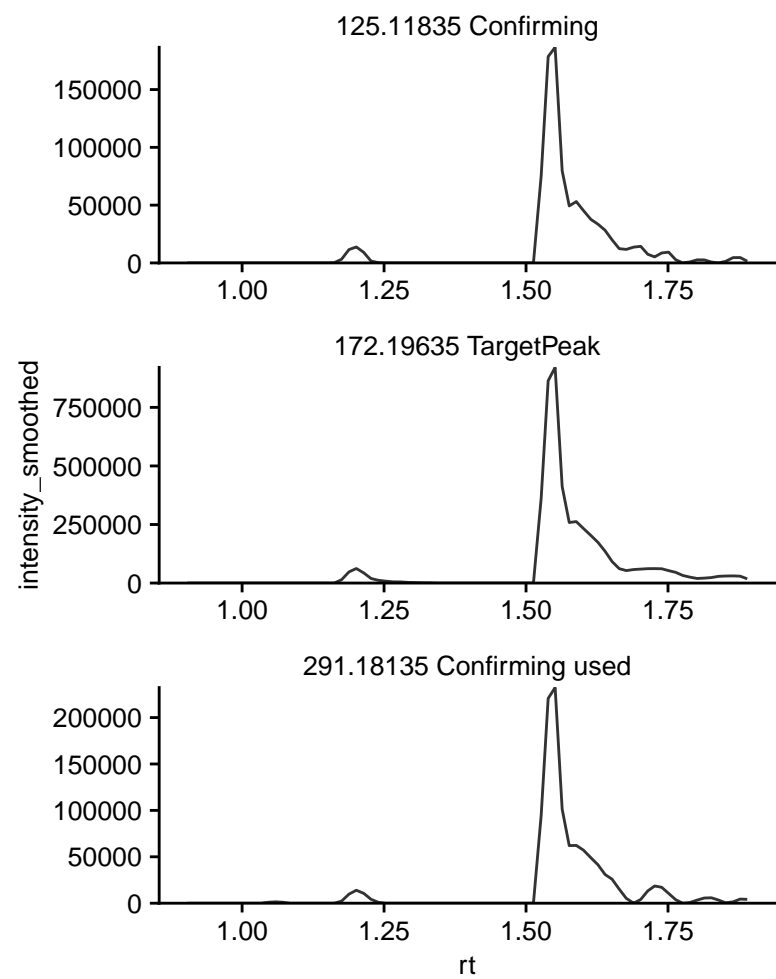 125.11835 Confirming
150000
100000
50000
0
1.00 1.25 1.50 1.75
172.19635 TargetPeak
intensity_smoothed
750000
500000
250000
0
1.00 1.25 1.50 1.75
291.18135 Confirming used
200000
150000
100000
50000
0
1.00 1.25 1.50 1.75
rt